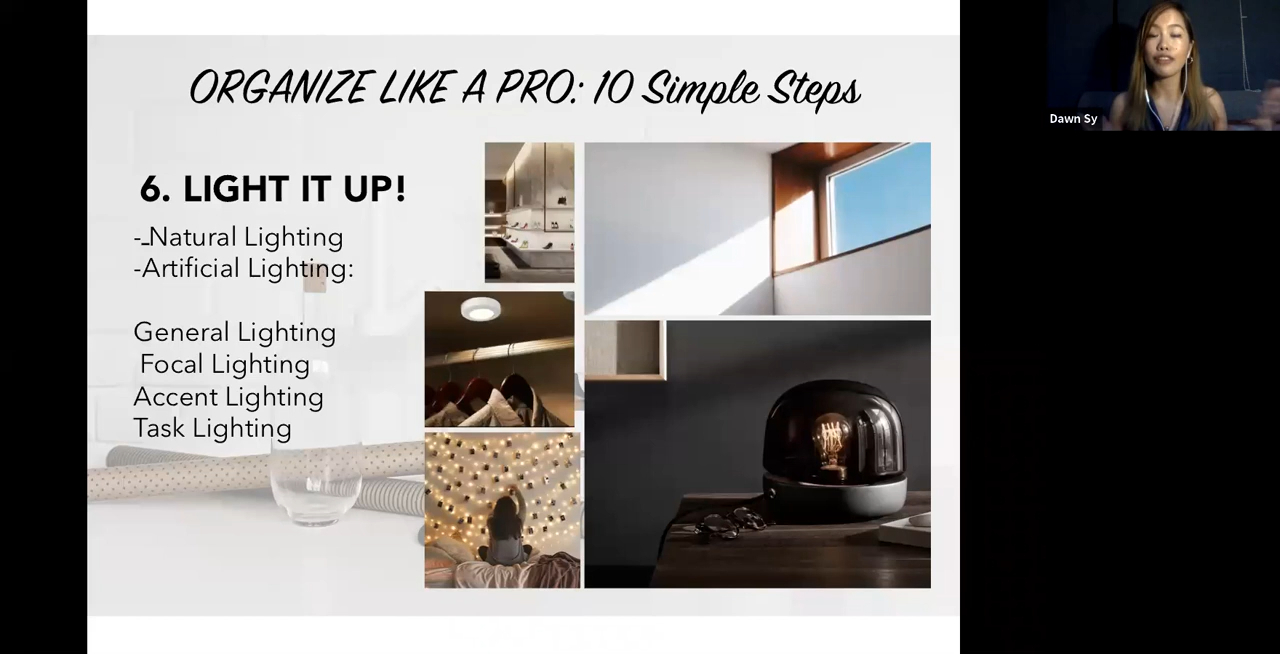 ORGANIZE LIKE A PRO: 10 Simple Steps
6. LIGHT IT UP!
- Natural Lighting
-Artificial Lighting:
General Lighting
Focal Lighting
Accent Lighting
Task Lighting
Dawn Sy